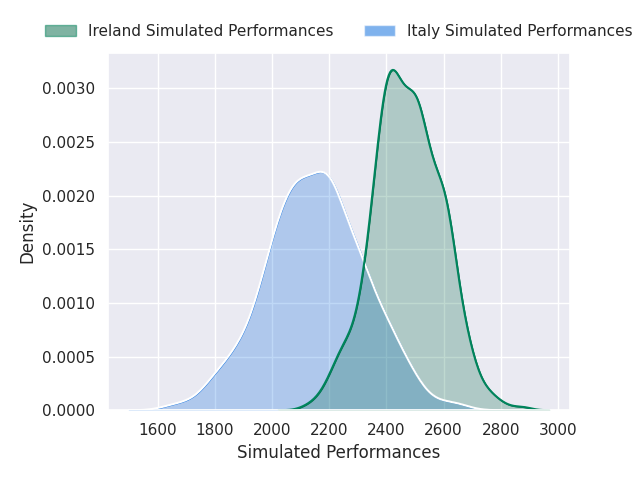 Ireland Simulated Performances
Italy Simulated Performances
0.0030
0.0025
0.0020
0.0015
0.0010
0.0005
0.0000
Density
1600 1800 2000 2200 2400 2600 2800 3000
Simulated Performances